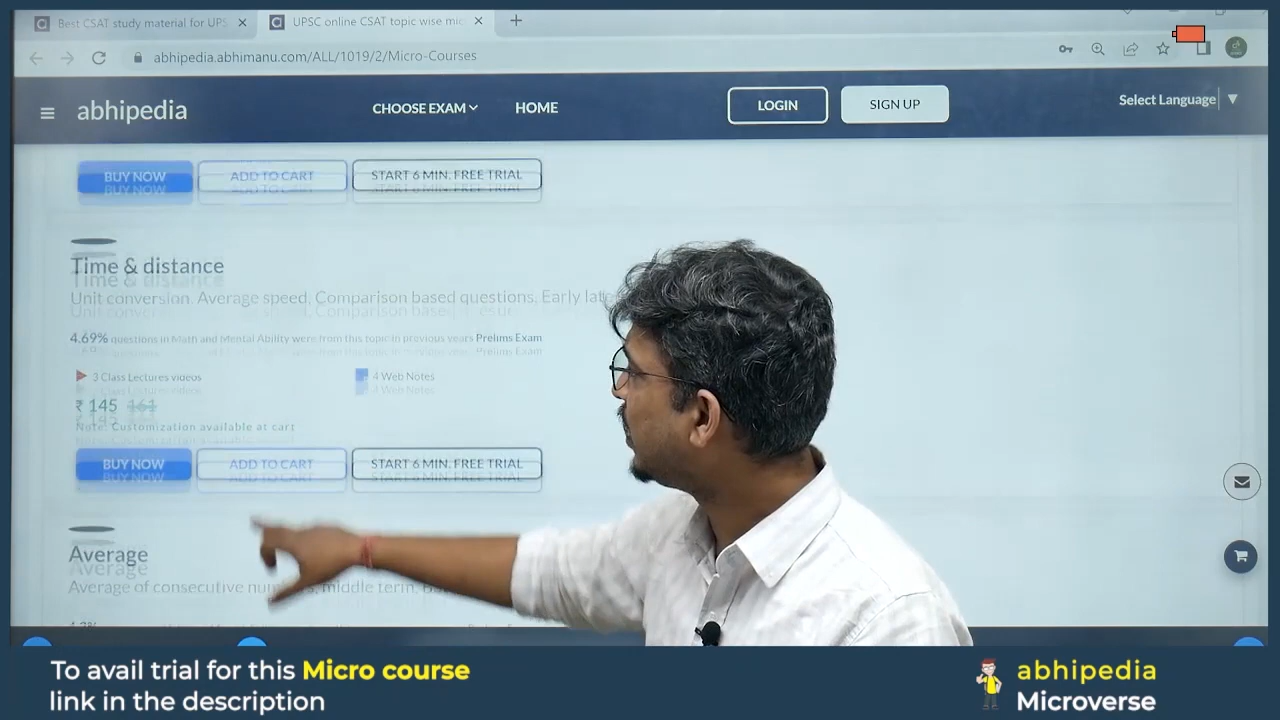 Best CSAT study material for UPS
UPSC online CSAT topic wise mic
abhipedia.abhimanu.com/ALL/1019/2/Micro-Courses
abhipedia
CHOOSE EXAM
HOME
LOGIN
SIGN UP
Select Language
BUY NOW
ADD TO CART
START 6 MIN. FREE TRIAL
Time & distance
Unit conversion. Average speed. Comparison based questions. Early late
4.69% questions in Math and Mental Ability were from this topic in previous years Prelims Exam
3 Class Lectures videos
4 Web Notes
₹ 145 161
Note: Customization available at cart
BUY NOW
ADD TO CART
START 6 MIN. FREE TRIAL
Average
Average of consecutive middle term,
To avail trial for this Micro course
link in the description
abhipedia
Microverse